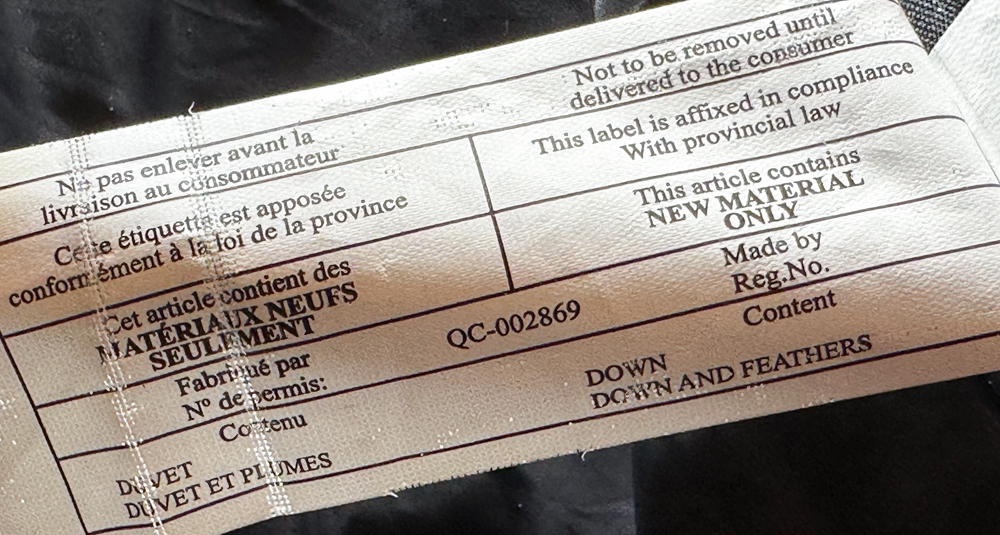 Ne pas enlever avant la
livraison au consommateur
Not to be removed until
delivered to the consumer
Cette étiquette est apposée
conformément à la loi de la province
This label is affixed in compliance
With provincial law
Cet article contient des
MATÉRIAUX NEUFS
SEULEMENT
This article contains
NEW MATERIAL
ONLY
Fabriqué par
Nº de permis:
QC-002869
Made by
Reg.No.
Contenu
Content
DUVET
DUVET ET PLUMES
DOWN
DOWN AND FEATHERS